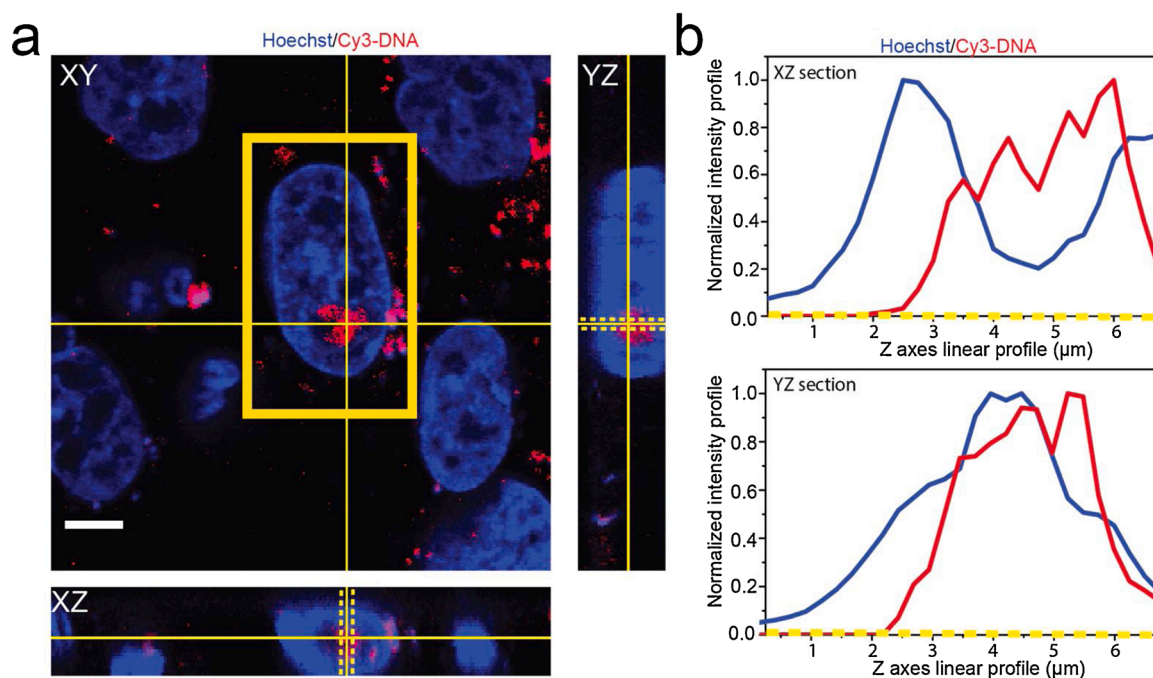 a
Hoechst/Cy3-DNA
XY
YZ
XZ
b
Hoechst/Cy3-DNA
XZ section
Normalized intensity profile
1.0
0.8
0.6
0.4
0.2
0.0
1 2 3 4 5 6
Z axes linear profile (µm)
YZ section
Normalized intensity profile
1.0
0.8
0.6
0.4
0.2
0.0
1 2 3 4 5 6
Z axes linear profile (µm)